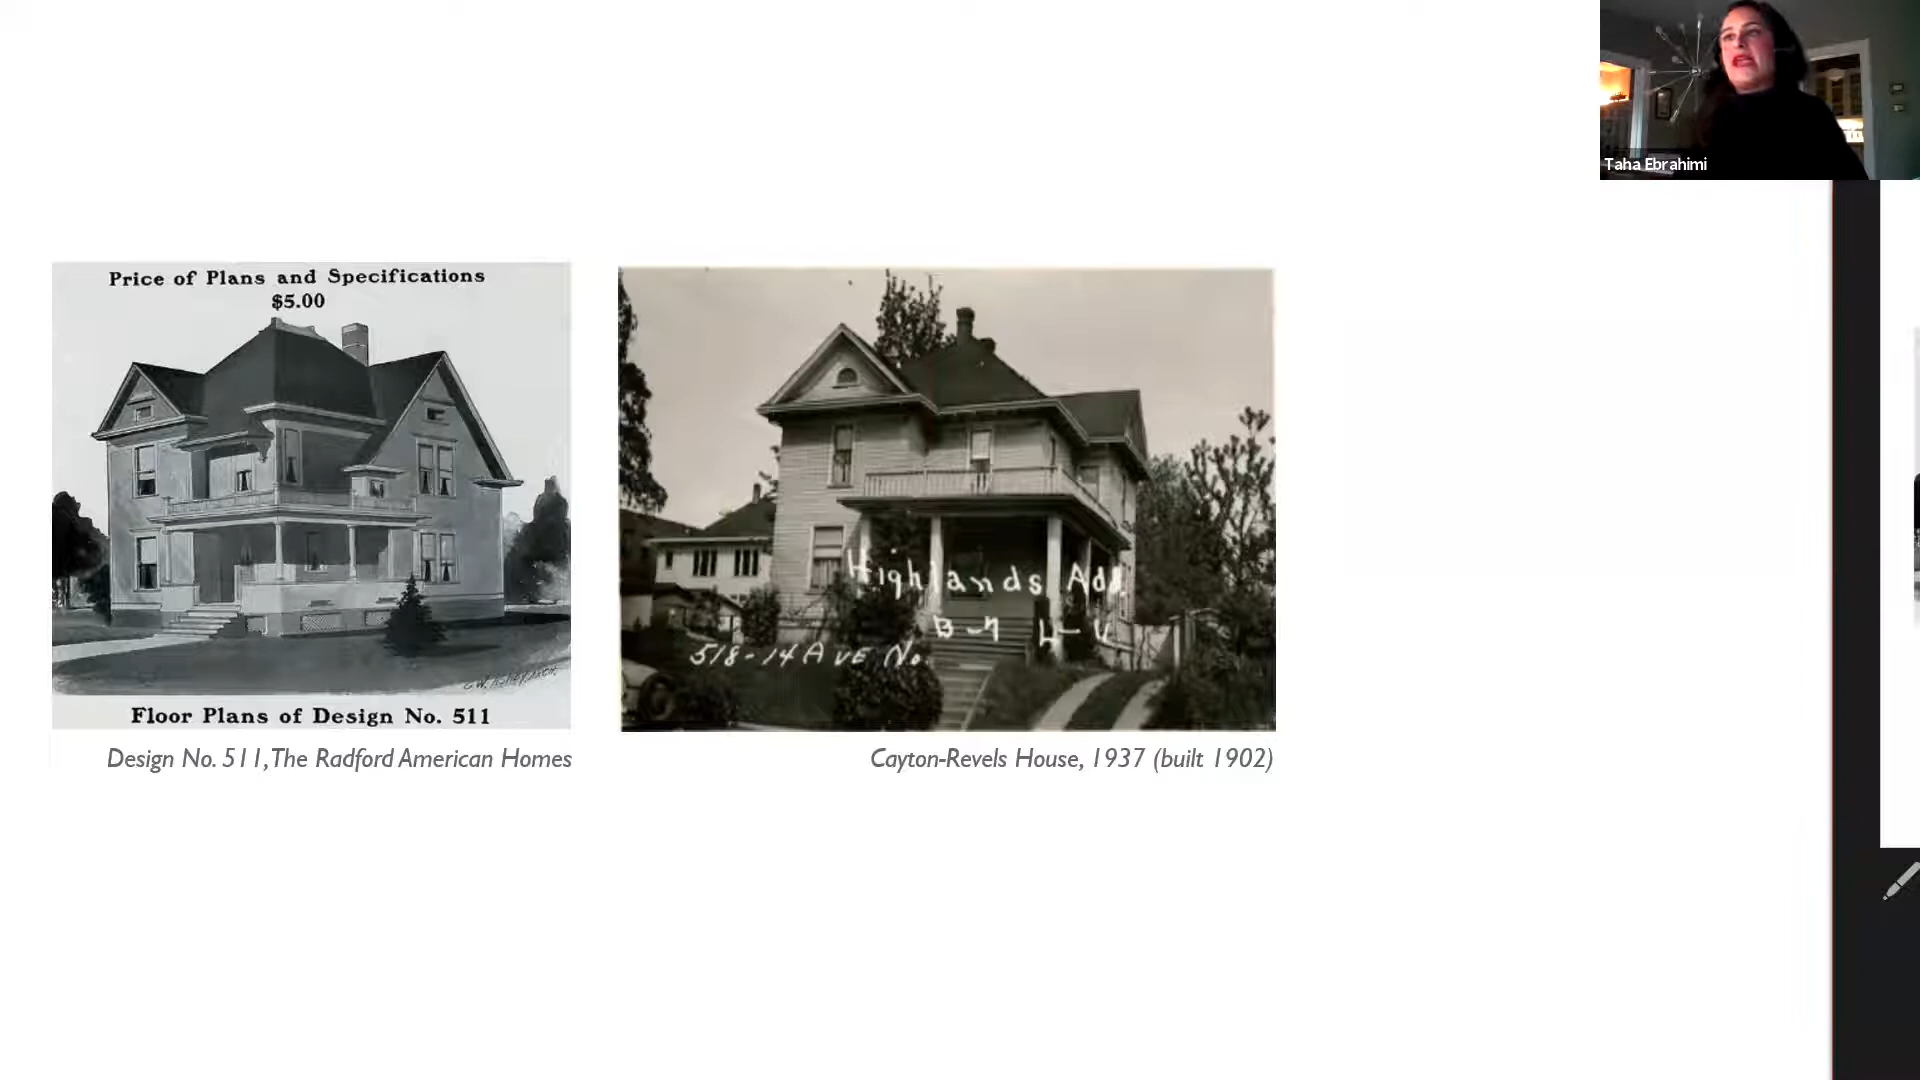 Taha Ebrahimi
Price of Plans and Specifications
$5.00
Floor Plans of Design No. 511
Design No. 511, The Radford American Homes
Highlands Add.
B-7 L-
518-14 Ave No.
Cayton-Revels House, 1937 (built 1902)